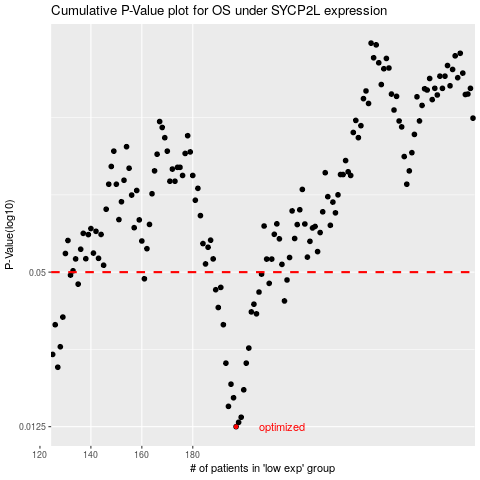 Cumulative P-Value plot for OS under SYCP2L expression
P-Value(log10)
0.05
0.0125
optimized
120 140 160 180
# of patients in 'low exp' group